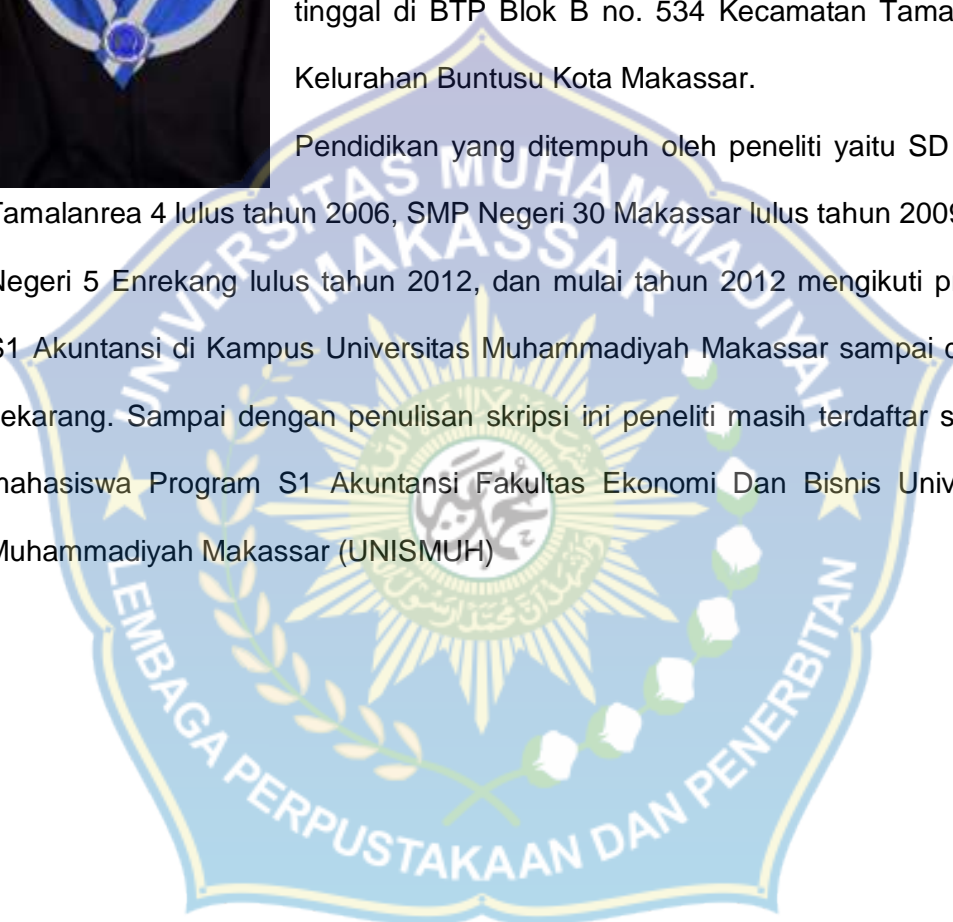 tinggal di BTP Blok B no. 534 Kecamatan Tama
Kelurahan Buntusu Kota Makassar.
Pendidikan yang ditempuh oleh peneliti yaitu SD
Tamalanrea 4 lulus tahun 2006, SMP Negeri 30 Makassar lulus tahun 2009
Negeri 5 Enrekang lulus tahun 2012, dan mulai tahun 2012 mengikuti p
S1 Akuntansi di Kampus Universitas Muhammadiyah Makassar sampai
sekarang. Sampai dengan penulisan skripsi ini peneliti masih terdaftar s
mahasiswa Program S1 Akuntansi Fakultas Ekonomi Dan Bisnis Univ
Muhammadiyah Makassar (UNISMUH)
UNIVERSITAS MUHAMMADIYAH
MAKASSAR
LEMBAGA PERPUSTAKAAN DAN PENERBITAN